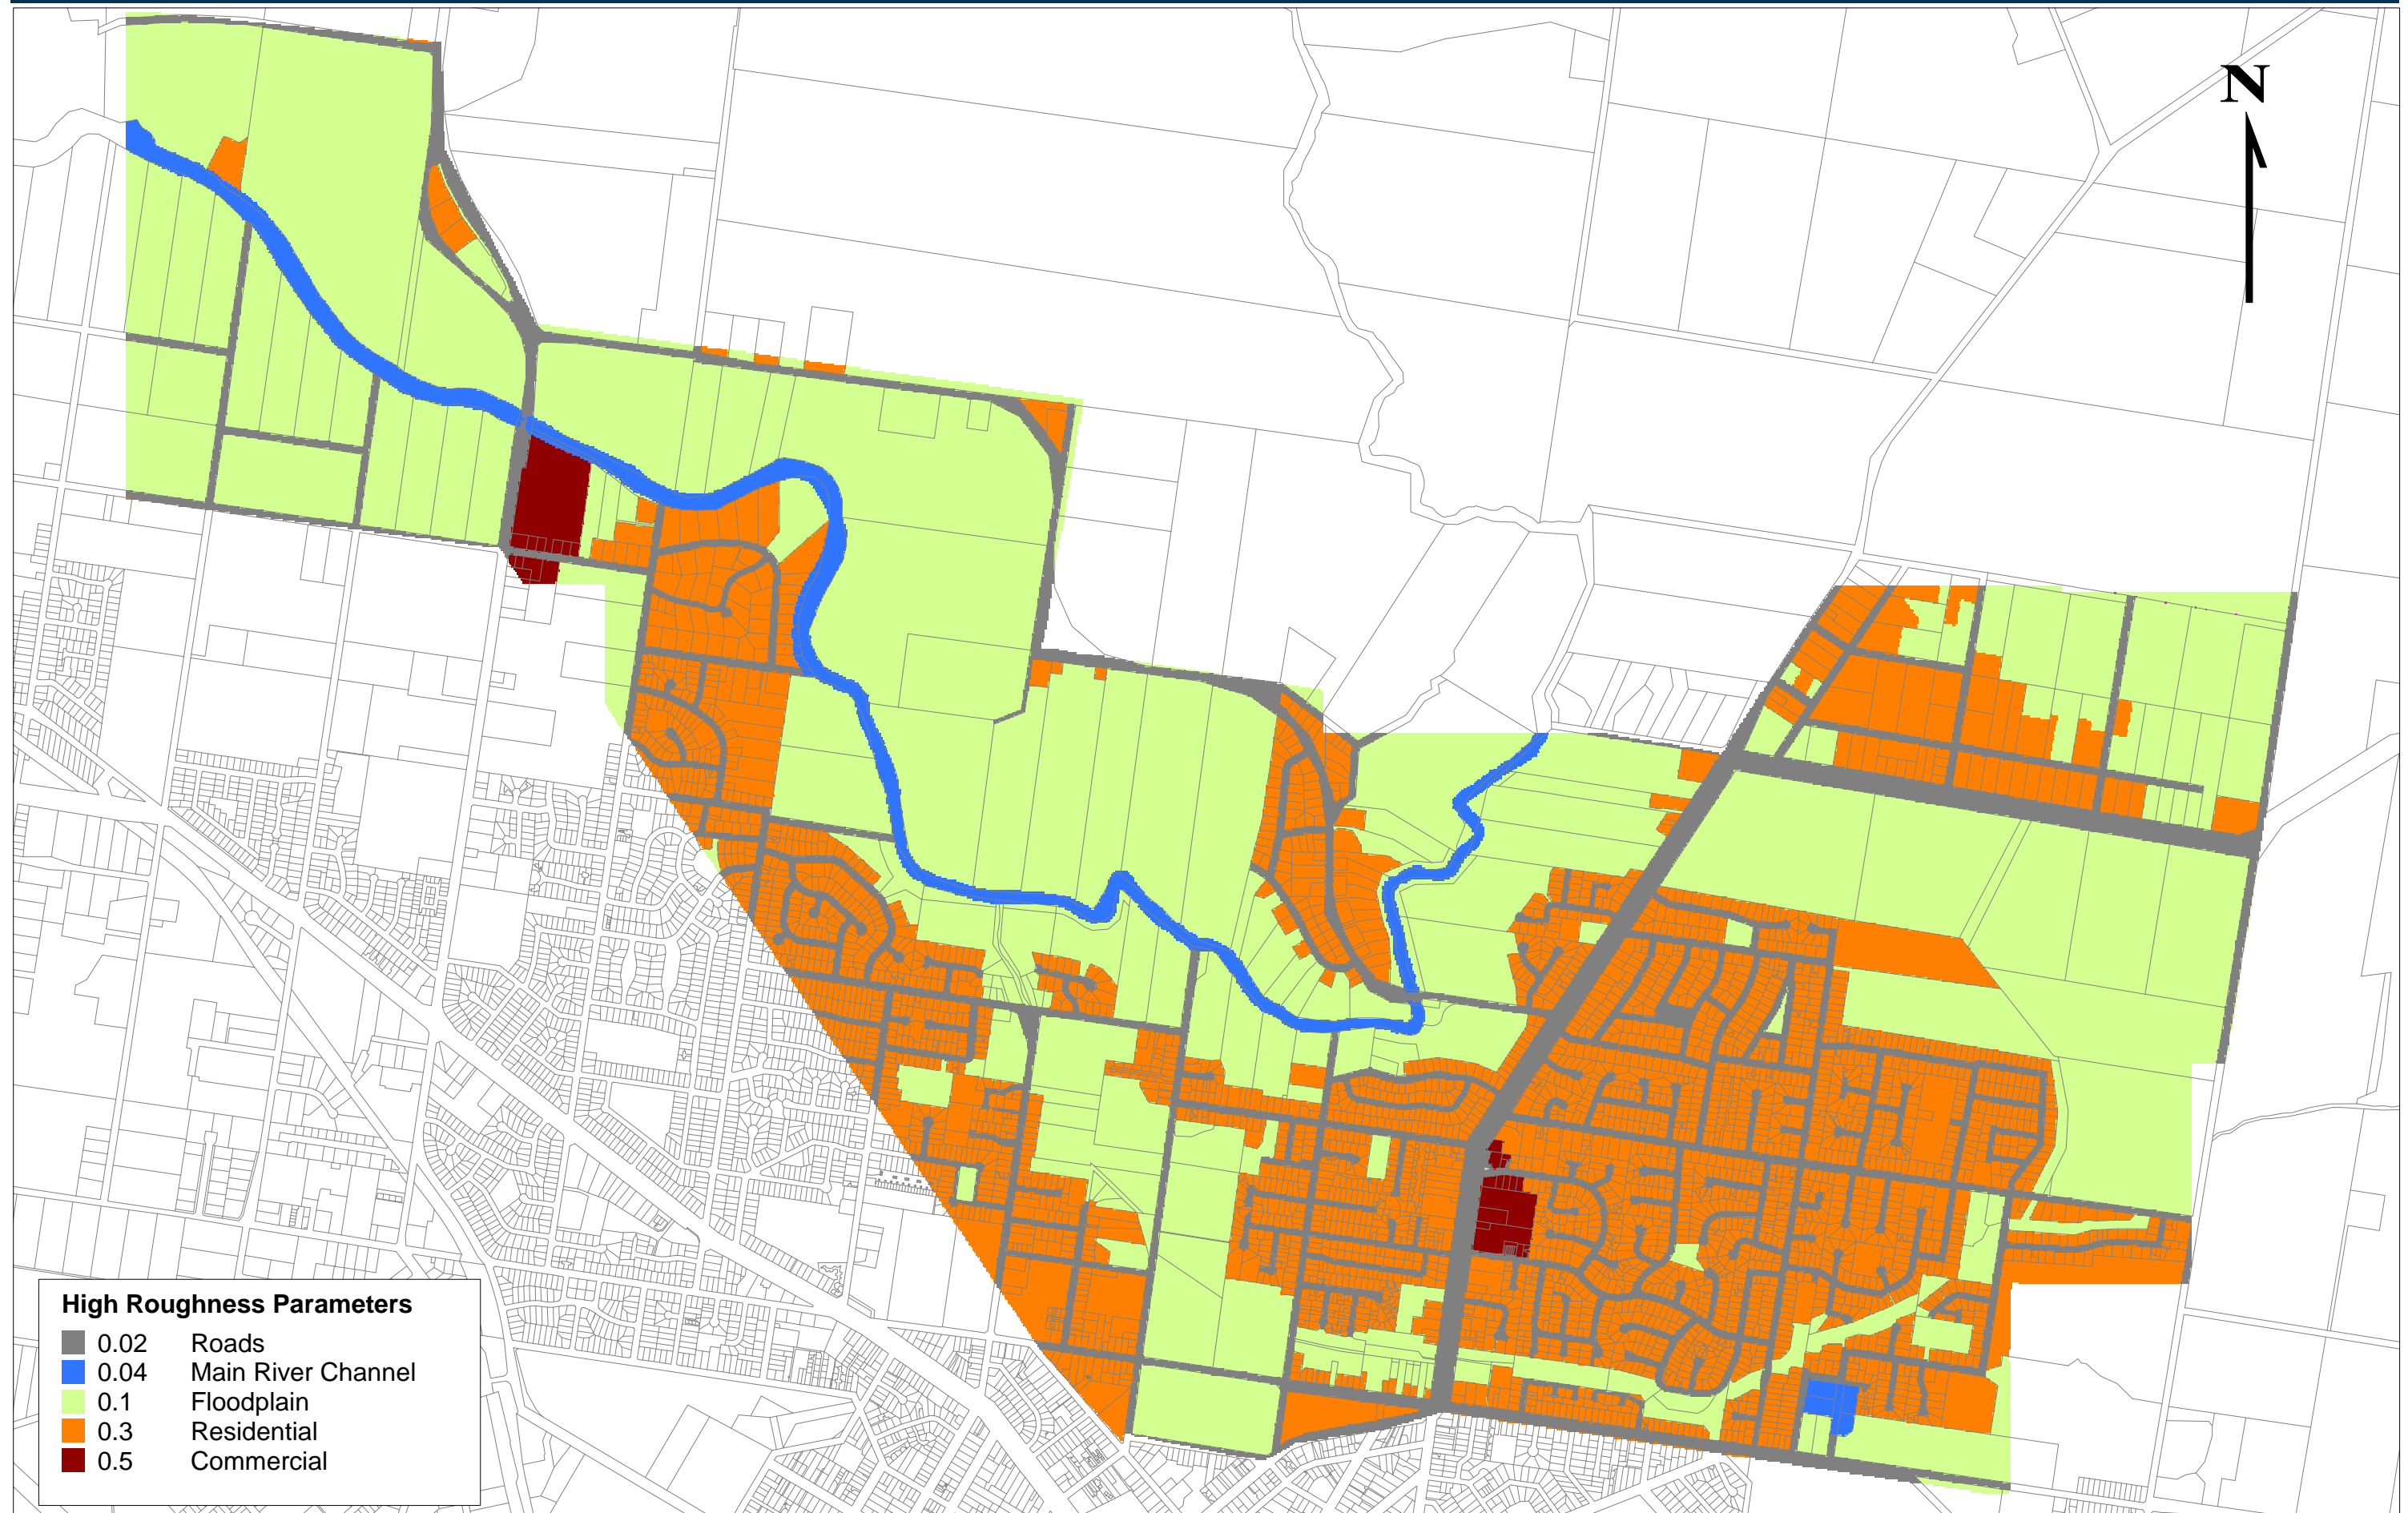 N
High Roughness Parameters
0.02 Roads
0.04 Main River Channel
0.1 Floodplain
0.3 Residential
0.5 Commercial